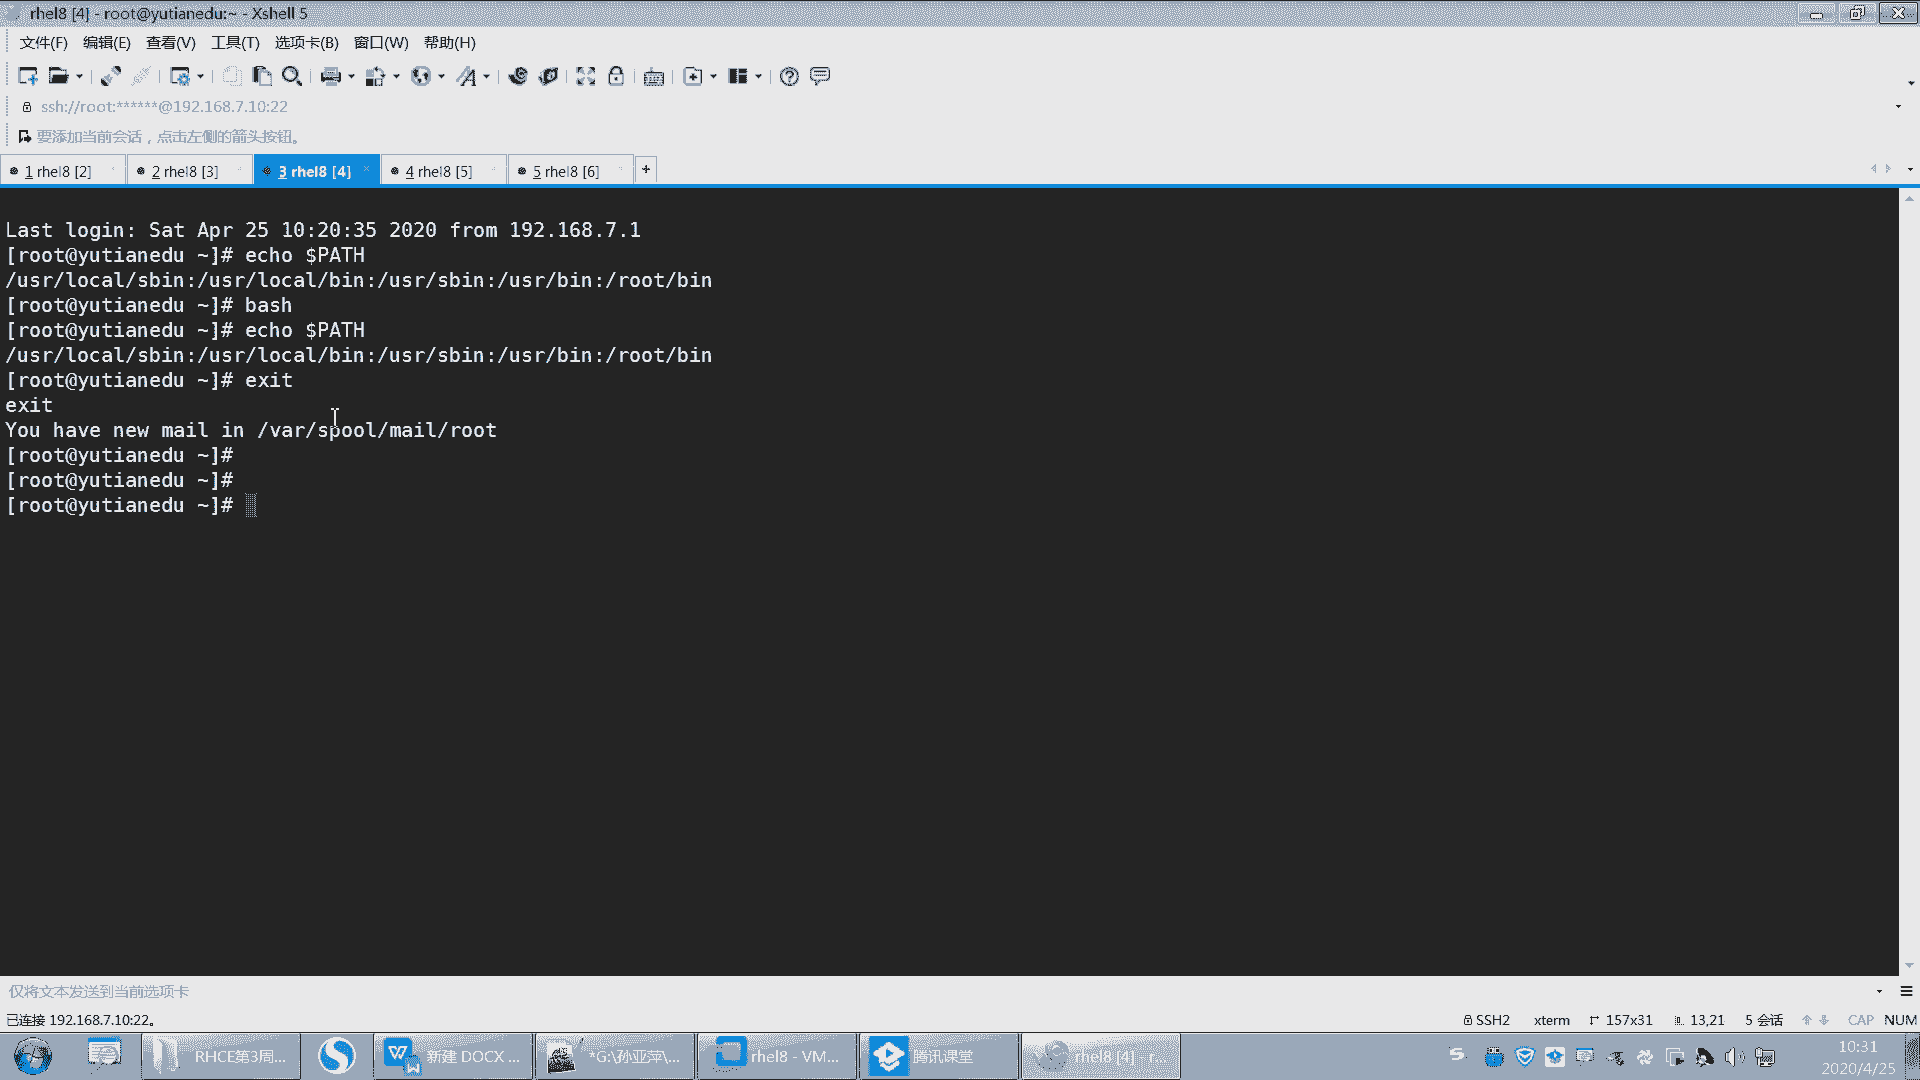 rhel8 [4] - root@yutianedu:~ - Xshell 5
文件(F) 编辑(E) 查看(V) 工具(T) 选项卡(B) 窗口(W) 帮助(H)
ssh://root:******@192.168.7.10:22
要添加当前会话，点击左侧的箭头按钮。
1 rhel8 [2] 2 rhel8 [3] 3 rhel8 [4] 4 rhel8 [5] 5 rhel8 [6] +
Last login: Sat Apr 25 10:20:35 2020 from 192.168.7.1
[root@yutianedu ~]# echo $PATH
/usr/local/sbin:/usr/local/bin:/usr/sbin:/usr/bin:/root/bin
[root@yutianedu ~]# bash
[root@yutianedu ~]# echo $PATH
/usr/local/sbin:/usr/local/bin:/usr/sbin:/usr/bin:/root/bin
[root@yutianedu ~]# exit
exit
You have new mail in /var/spool/mail/root
[root@yutianedu ~]#
[root@yutianedu ~]#
[root@yutianedu ~]#
仅将文本发送到当前选项卡
已连接 192.168.7.10:22。 SSH2 xterm 157x31 13,21 5 会话 CAP NUM
RHCE第3周... 新建 DOCX ... *G:\孙亚萍\... rhel8 - VM... 腾讯课堂 rhel8 [4] - r... 10:31
2020/4/25